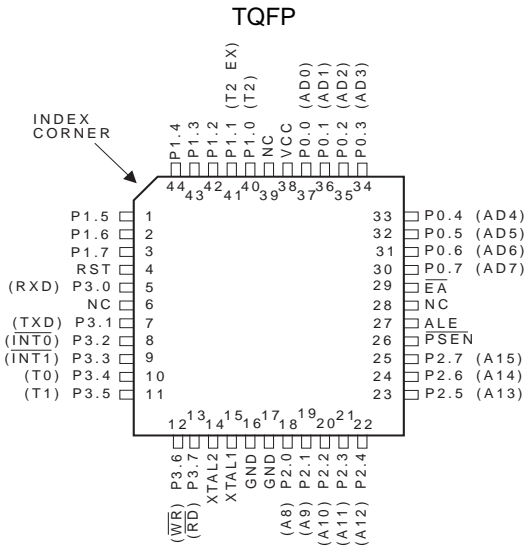 TQFP
INDEX
CORNER
P1.4
P1.3
P1.2
P1.1 (T2 EX)
P1.0 (T2)
NC
VCC
P0.0 (AD0)
P0.1 (AD1)
P0.2 (AD2)
P0.3 (AD3)
44 43 42 41 40 39 38 37 36 35 34
P1.5 1
P1.6 2
P1.7 3
RST 4
(RXD) P3.0 5
NC 6
(TXD) P3.1 7
(INT0) P3.2 8
(INT1) P3.3 9
(T0) P3.4 10
(T1) P3.5 11
33 P0.4 (AD4)
32 P0.5 (AD5)
31 P0.6 (AD6)
30 P0.7 (AD7)
29 EA
28 NC
27 ALE
26 PSEN
25 P2.7 (A15)
24 P2.6 (A14)
23 P2.5 (A13)
12 13 14 15 16 17 18 19 20 21 22
(WR) P3.6
(RD) P3.7
XTAL2
XTAL1
GND
GND
(A8) P2.0
(A9) P2.1
(A10) P2.2
(A11) P2.3
(A12) P2.4